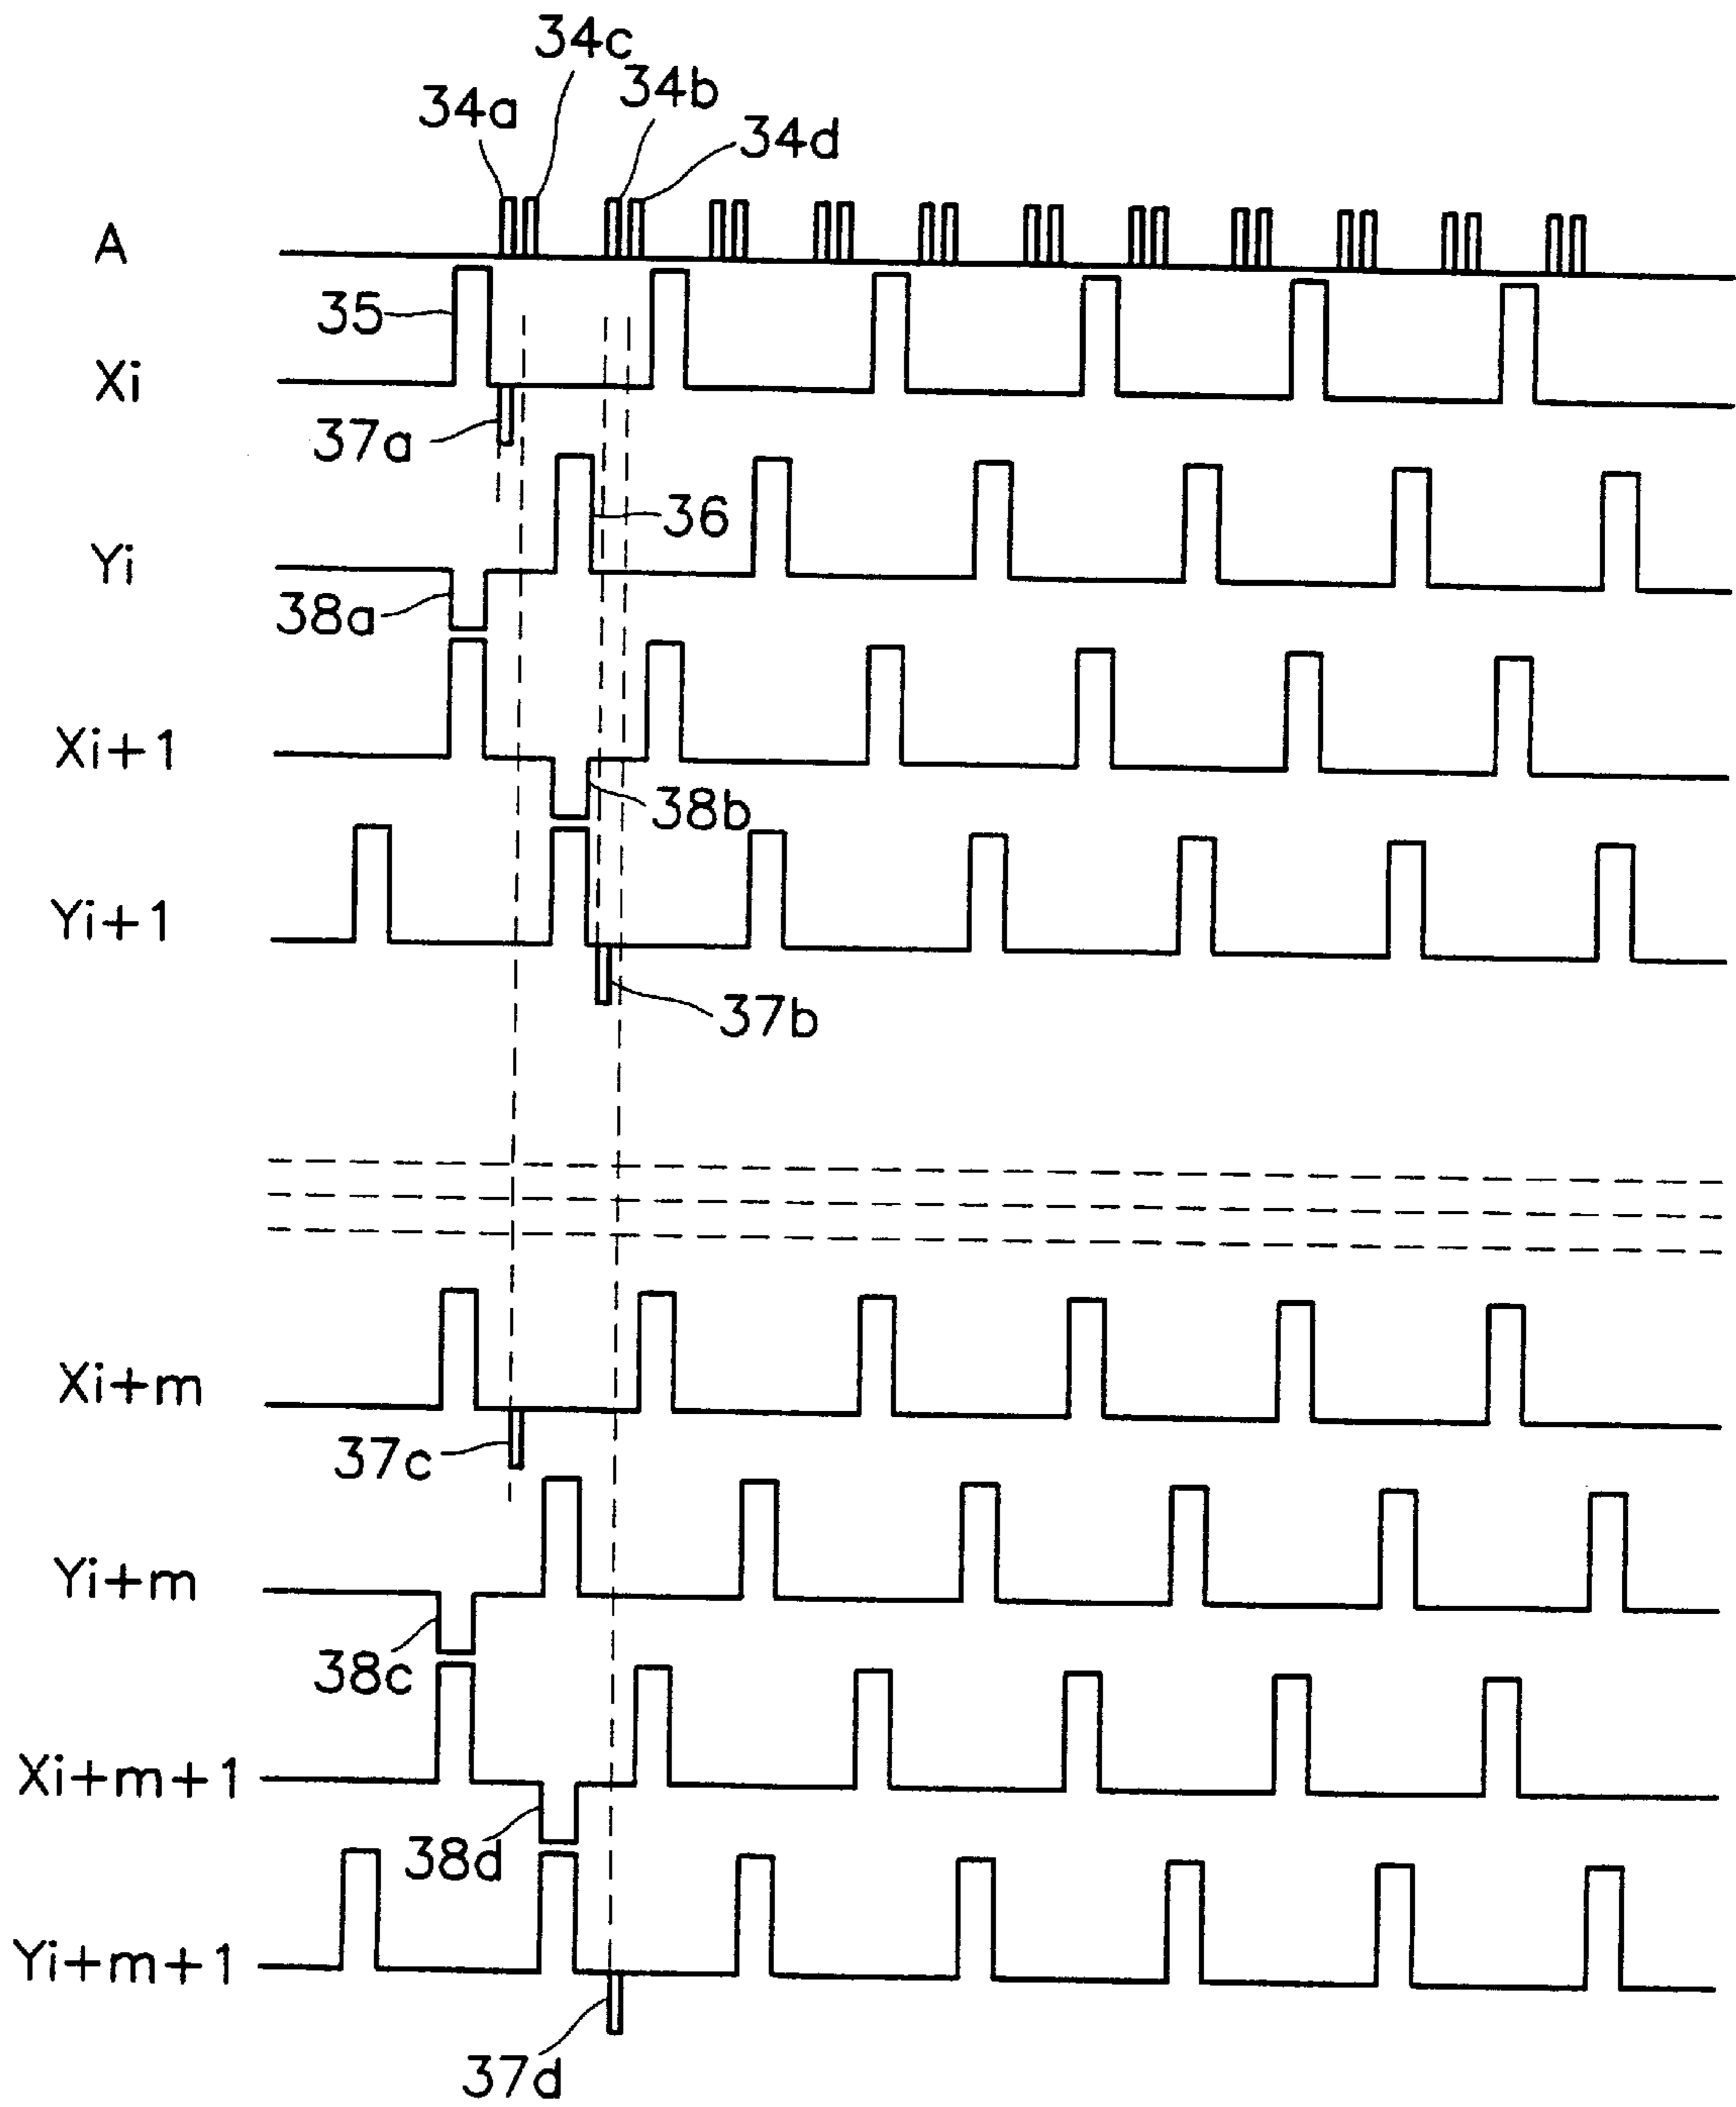 34c
34a
34b
34d
A
35
Xi
37a
36
Yi
38a
Xi+1
38b
Yi+1
37b
Xi+m
37c
Yi+m
38c
Xi+m+1
38d
Yi+m+1
37d